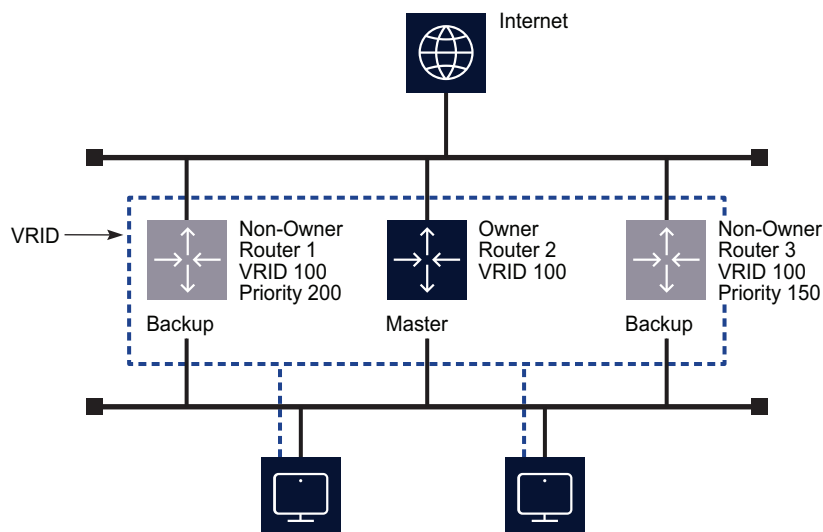 Internet
VRID
Non-Owner
Router 1
VRID 100
Priority 200
Backup
Owner
Router 2
VRID 100
Master
Non-Owner
Router 3
VRID 100
Priority 150
Backup